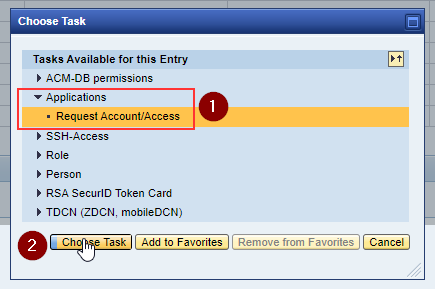 Choose Task
Tasks Available for this Entry
ACM-DB permissions
Applications
1
Request Account/Access
SSH-Access
Role
Person
RSA SecurID Token Card
TDCN (ZDCN, mobileDCN)
2 Choose Task Add to Favorites Remove from Favorites Cancel